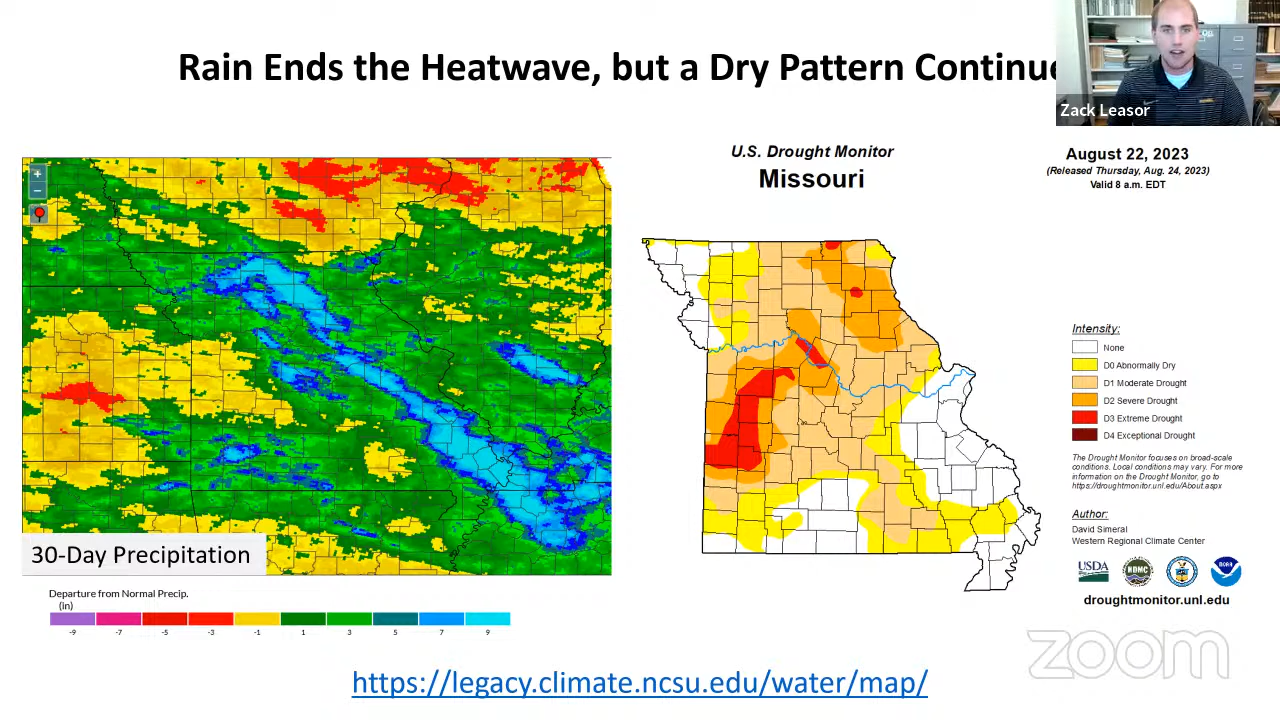 Rain Ends the Heatwave, but a Dry Pattern Continue
Zack Leasor
U.S. Drought Monitor
Missouri
August 22, 2023
(Released Thursday, Aug. 24, 2023)
Valid 8 a.m. EDT
+
−
30-Day Precipitation
Departure from Normal Precip.
(in)
-9 -7 -5 -3 -1 1 3 5 7 9
Intensity:
None
D0 Abnormally Dry
D1 Moderate Drought
D2 Severe Drought
D3 Extreme Drought
D4 Exceptional Drought
The Drought Monitor focuses on broad-scale
conditions. Local conditions may vary. For more
information on the Drought Monitor, go to
https://droughtmonitor.unl.edu/About.aspx
Author:
David Simeral
Western Regional Climate Center
USDA
NDMC
NOAA
droughtmonitor.unl.edu
zoom
https://legacy.climate.ncsu.edu/water/map/